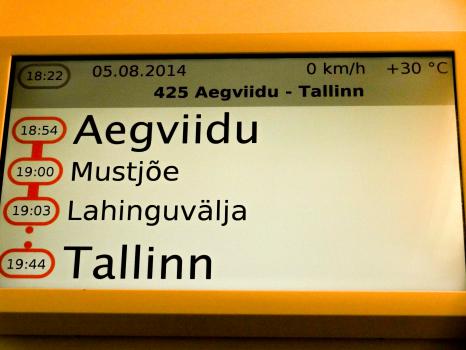 18:22 05.08.2014 0 km/h +30 °C
425 Aegviidu - Tallinn
18:54 Aegviidu
19:00 Mustjõe
19:03 Lahinguvälja
19:44 Tallinn